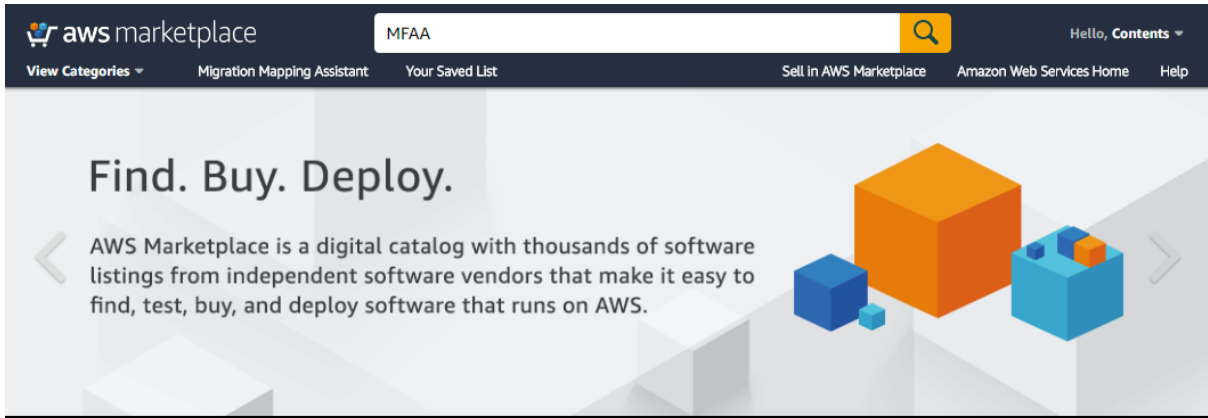 aws marketplace
MFAA
Hello, Contents
View Categories
Migration Mapping Assistant
Your Saved List
Sell in AWS Marketplace
Amazon Web Services Home
Help
Find. Buy. Deploy.
AWS Marketplace is a digital catalog with thousands of software
listings from independent software vendors that make it easy to
find, test, buy, and deploy software that runs on AWS.